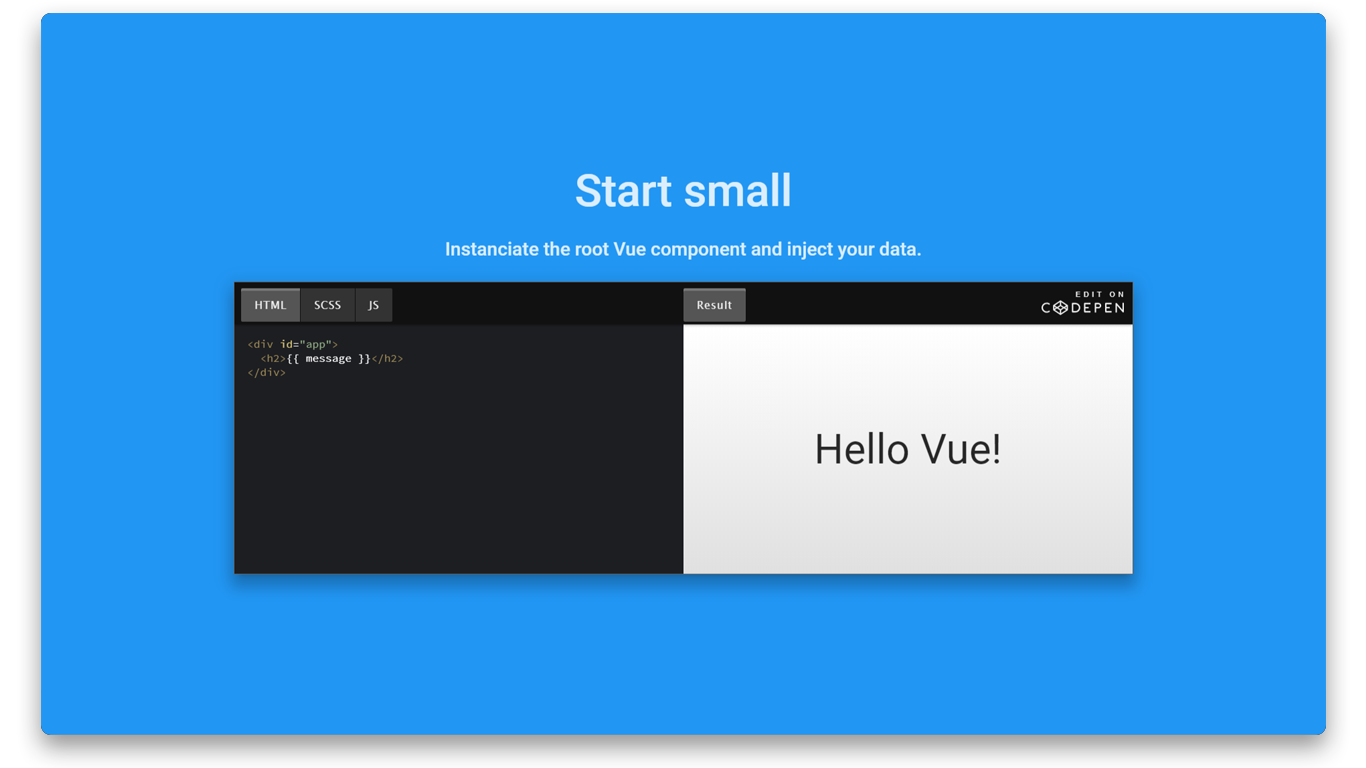 Start small
Instanciate the root Vue component and inject your data.
HTML SCSS JS
Result
EDIT ON
CODEPEN
<div id="app">
  <h2>{{ message }}</h2>
</div>
Hello Vue!